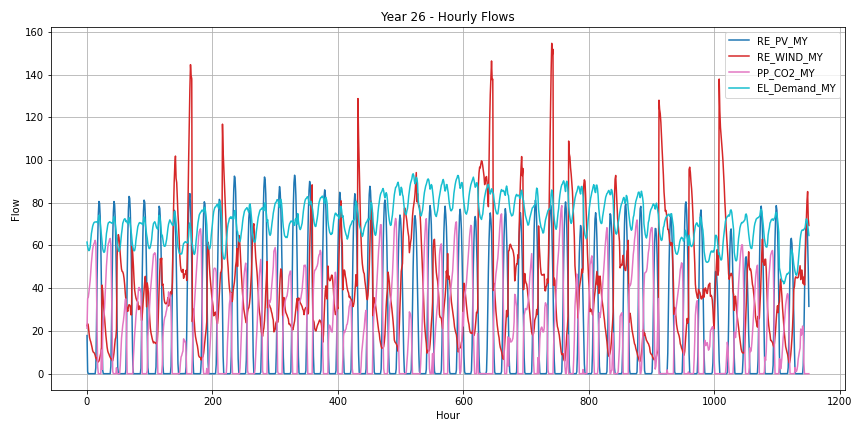 Year 26 - Hourly Flows
160
140
120
100
80
60
40
20
0
Flow
RE_PV_MY
RE_WIND_MY
PP_CO2_MY
EL_Demand_MY
0
200
400
600
800
1000
1200
Hour